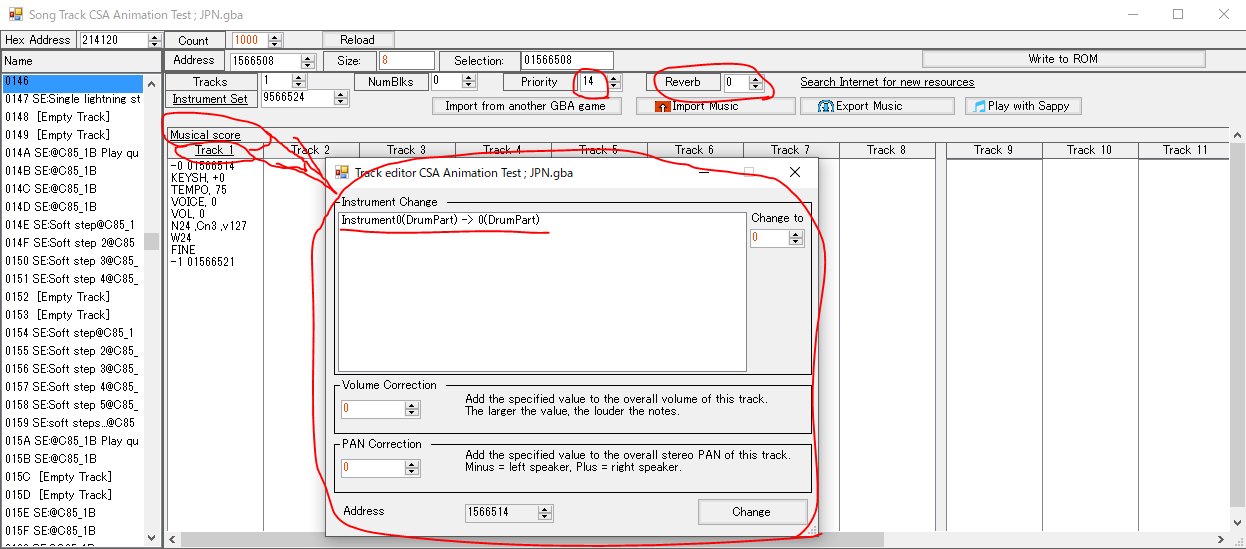 Song Track CSA Animation Test ; JPN.gba
Hex Address 214120 Count 1000 Reload
Name
Address 1566508 Size: 8 Selection: 01566508 Write to ROM
Tracks 1 NumBlks 0 Priority 14 Reverb 0 Search Internet for new resources
Instrument Set 9566524
Import from another GBA game Import Music Export Music Play with Sappy
0146
0147 SE:Single lightning st
0148 [Empty Track]
0149 [Empty Track]
014A SE:@C85_1B Play qu
014B SE:@C85_1B
014C SE:@C85_1B
014D SE:@C85_1B
014E SE:Soft step@C85_1
014F SE:Soft step 2@C85
0150 SE:Soft step 3@C85_
0151 SE:Soft step 4@C85_
0152 [Empty Track]
0153 [Empty Track]
0154 SE:Soft step@C85_1
0155 SE:Soft step 2@C85_
0156 SE:Soft step 3@C85_
0157 SE:Soft step 4@C85_
0158 SE:Soft step 5@C85_
0159 SE:soft steps...@C85
015A SE:@C85_1B Play qu
015B SE:@C85_1B
015C [Empty Track]
015D [Empty Track]
015E SE:@C85_1B
015F SE:@C85_1B
Musical score
Track 1 Track 2 Track 3 Track 4 Track 5 Track 6 Track 7 Track 8 Track 9 Track 10 Track 11
-0 01566514
KEYSH, +0
TEMPO, 75
VOICE, 0
VOL, 0
N24 ,Cn3 ,v127
W24
FINE
-1 01566521
Track editor CSA Animation Test ; JPN.gba
Instrument Change
Instrument0(DrumPart) -> 0(DrumPart)
Change to
0
Volume Correction
0
Add the specified value to the overall volume of this track.
The larger the value, the louder the notes.
PAN Correction
0
Add the specified value to the overall stereo PAN of this track.
Minus = left speaker, Plus = right speaker.
Address 1566514 Change